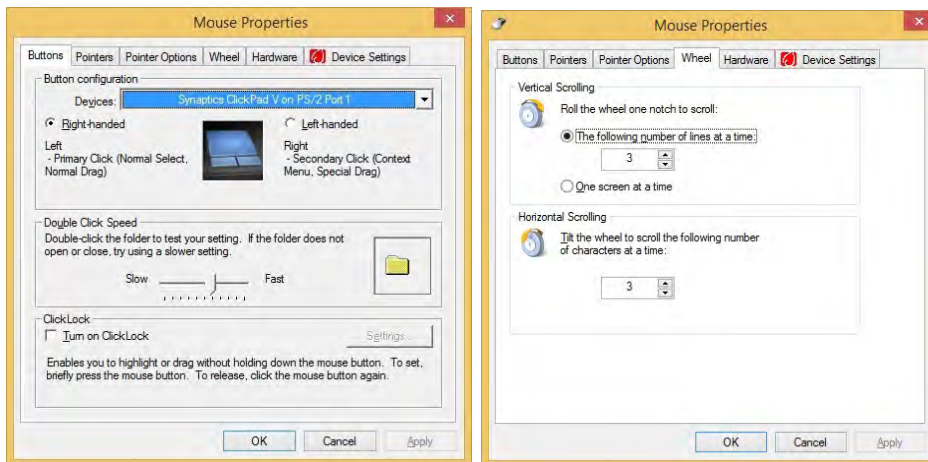 Mouse Properties
Buttons Pointers Pointer Options Wheel Hardware Device Settings
Button configuration
Devices: Synaptics ClickPad V on PS/2 Port 1
Right-handed
Left-handed
Left
- Primary Click (Normal Select,
Normal Drag)
Right
- Secondary Click (Context
Menu, Special Drag)
Double Click Speed
Double-click the folder to test your setting. If the folder does not
open or close, try using a slower setting.
Slow Fast
ClickLock
Turn on ClickLock
Settings...
Enables you to highlight or drag without holding down the mouse button. To set,
briefly press the mouse button. To release, click the mouse button again.
OK Cancel Apply
Mouse Properties
Buttons Pointers Pointer Options Wheel Hardware Device Settings
Vertical Scrolling
Roll the wheel one notch to scroll:
The following number of lines at a time:
3
One screen at a time
Horizontal Scrolling
Tilt the wheel to scroll the following number
of characters at a time:
3
OK Cancel Apply